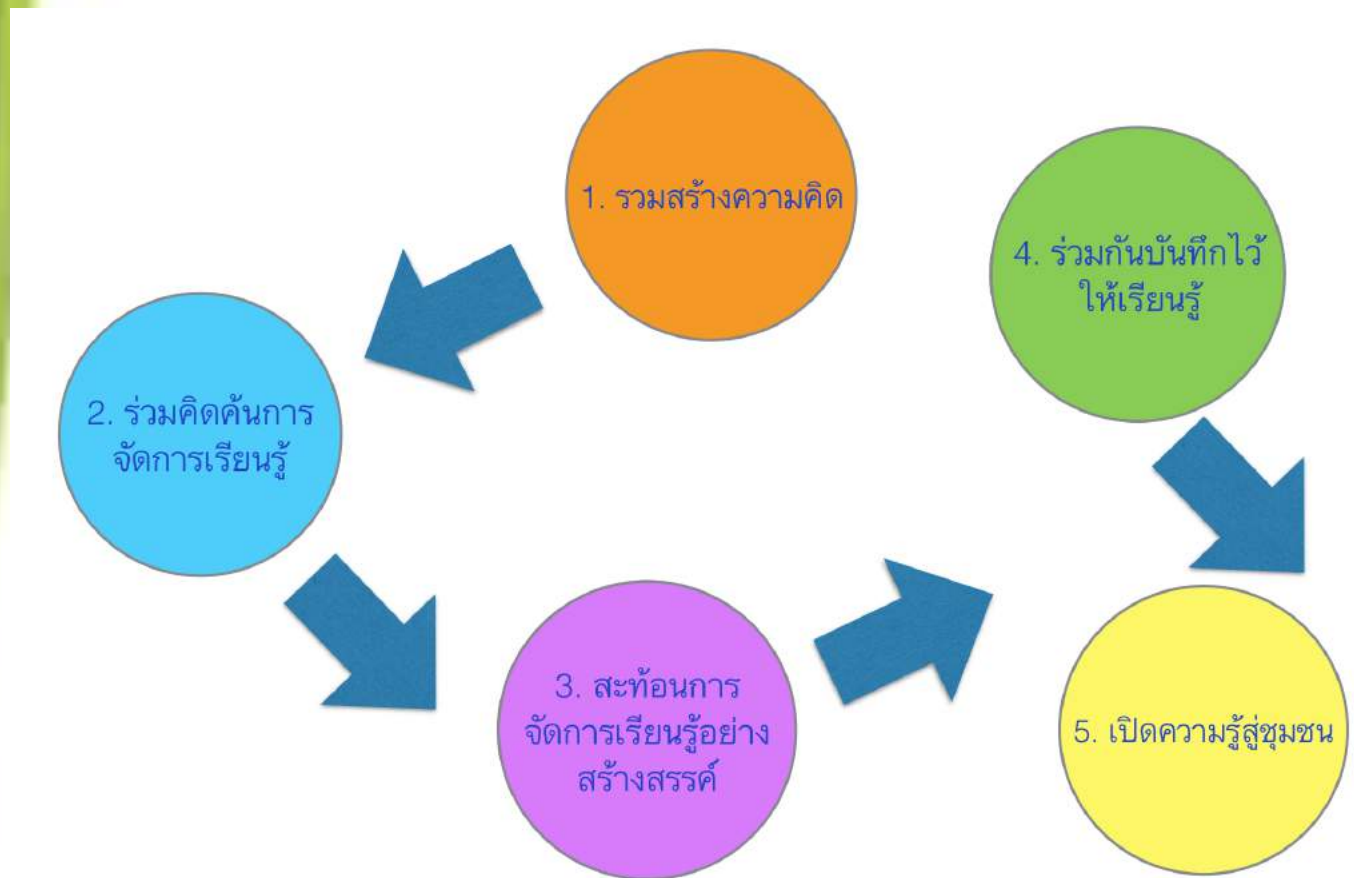 1. รวมสร้างความคิด
2. ร่วมคิดค้นการ
จัดการเรียนรู้
3. สะท้อนการ
จัดการเรียนรู้อย่าง
สร้างสรรค์
4. ร่วมกันบันทึกไว้
ให้เรียนรู้
5. เปิดความรู้สู่ชุมชน